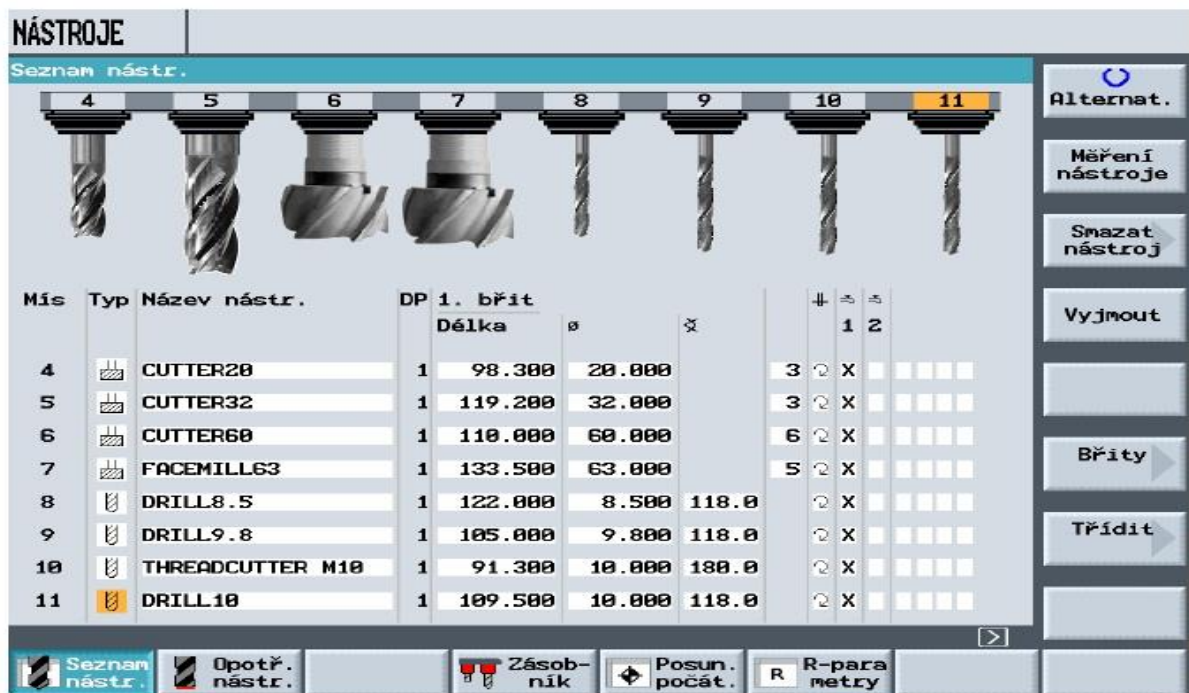 NÁSTROJE
Seznam nástr.
4 5 6 7 8 9 10 11
Mís Typ Název nástr. DP 1. břit
Délka ø 1 2
4 CUTTER20 1 98.300 20.000 3 X
5 CUTTER32 1 119.200 32.000 3 X
6 CUTTER60 1 110.000 60.000 6 X
7 FACEMILL63 1 133.500 63.000 5 X
8 DRILL8.5 1 122.000 8.500 118.0 X
9 DRILL9.8 1 105.000 9.800 118.0 X
10 THREADCUTTER M10 1 91.300 10.000 180.0 X
11 DRILL10 1 109.500 10.000 118.0 X
Alternat.
Měření
nástroje
Smazat
nástroj
Vyjmout
Břity
Třídit
Seznam
nástr.
Opotř.
nástr.
Zásob-
ník
Posun.
počát.
R
R-para
metry